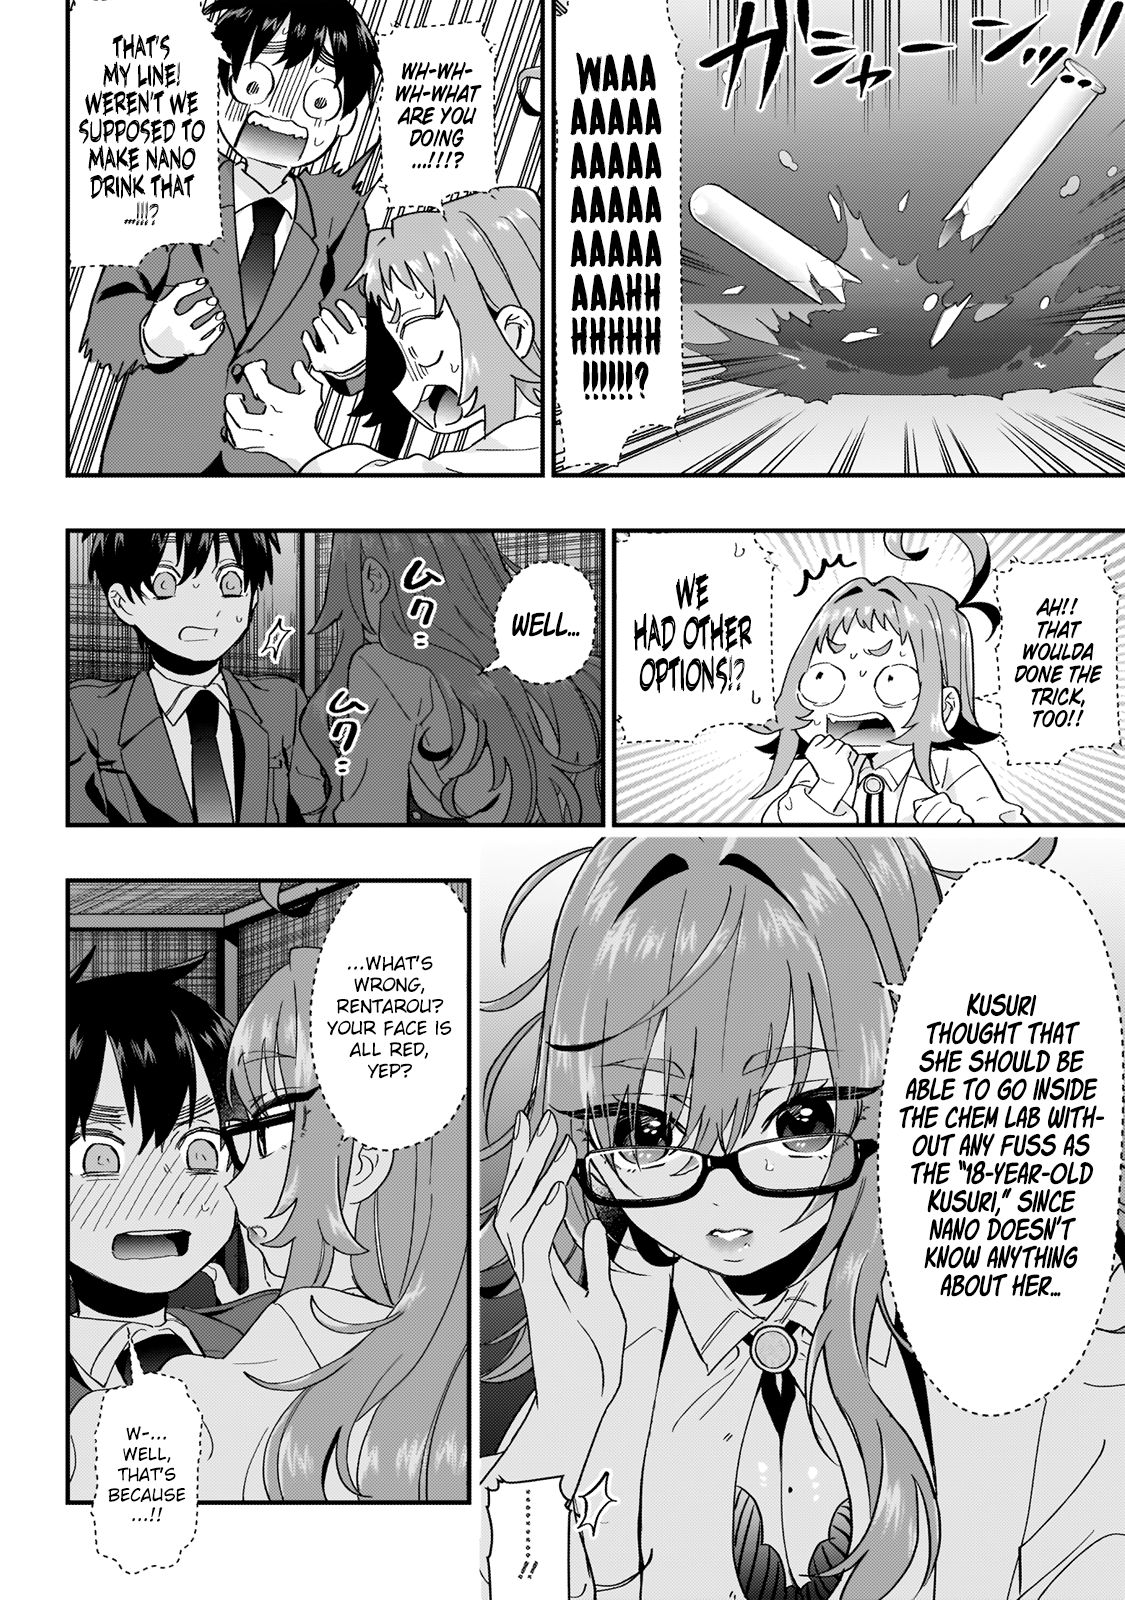 ガシャーン
WAAA
AAAAA
AAAAA
AAAAA
AAAAA
AAAHH
HHHHH
!!!!!!!?
WH-WH-
WH-WHAT
ARE YOU
DOING
...!!!?
THAT'S
MY LINE!
WEREN'T WE
SUPPOSED TO
MAKE NANO
DRINK THAT
...!!!?
AH!!
THAT
WOULDA
DONE THE
TRICK,
TOO!!
WE
HAD OTHER
OPTIONS!?
WELL...
ムク
ムク
KUSURI
THOUGHT THAT
SHE SHOULD BE
ABLE TO GO INSIDE
THE CHEM LAB WITH-
OUT ANY FUSS AS
THE "18-YEAR-OLD
KUSURI," SINCE
NANO DOESN'T
KNOW ANYTHING
ABOUT HER...
...WHAT'S
WRONG,
RENTAROU?
YOUR FACE IS
ALL RED,
YEP?
W-...
WELL,
THAT'S
BECAUSE
...!!